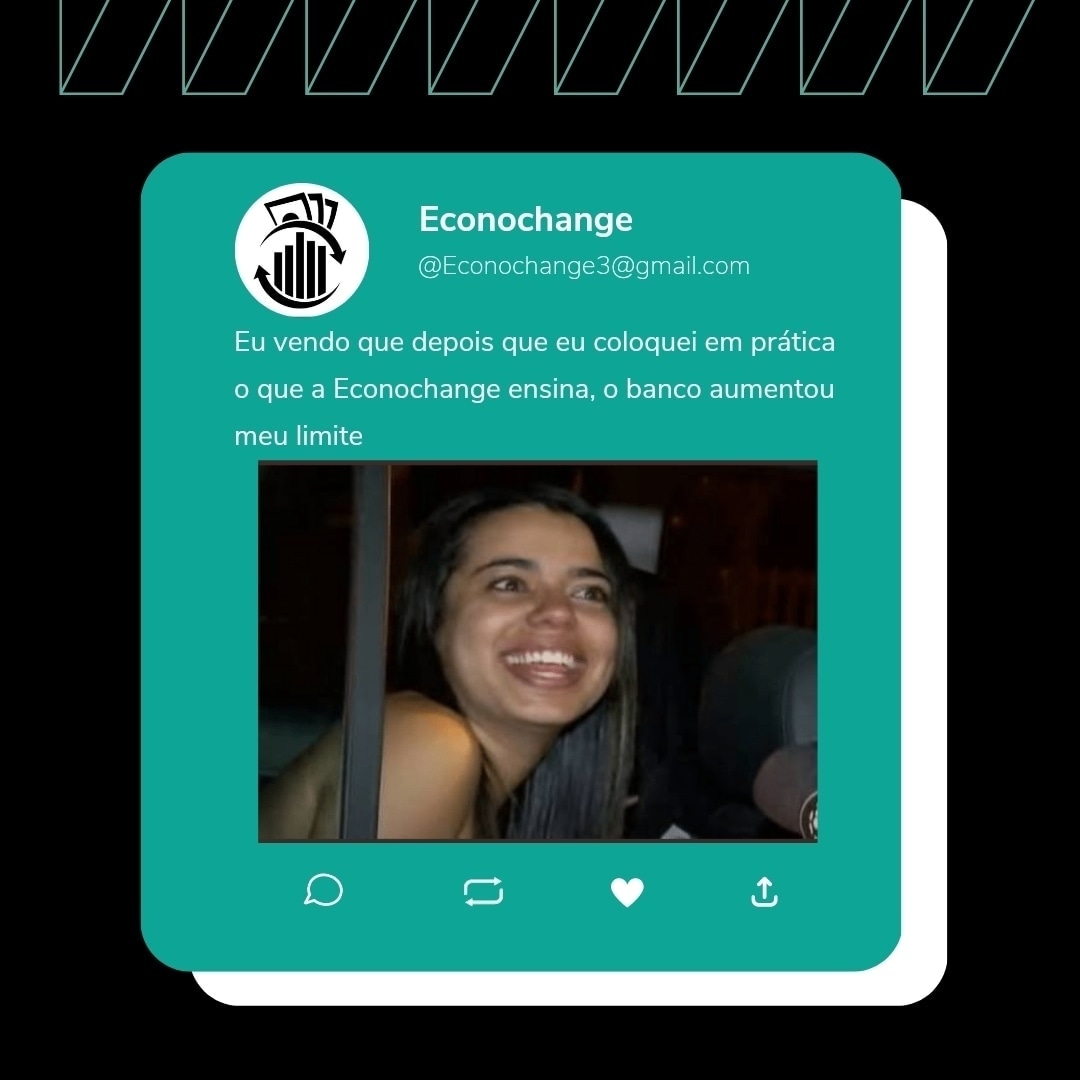 Econochange
@Econochange3@gmail.com
Eu vendo que depois que eu coloquei em prática
o que a Econochange ensina, o banco aumentou
meu limite